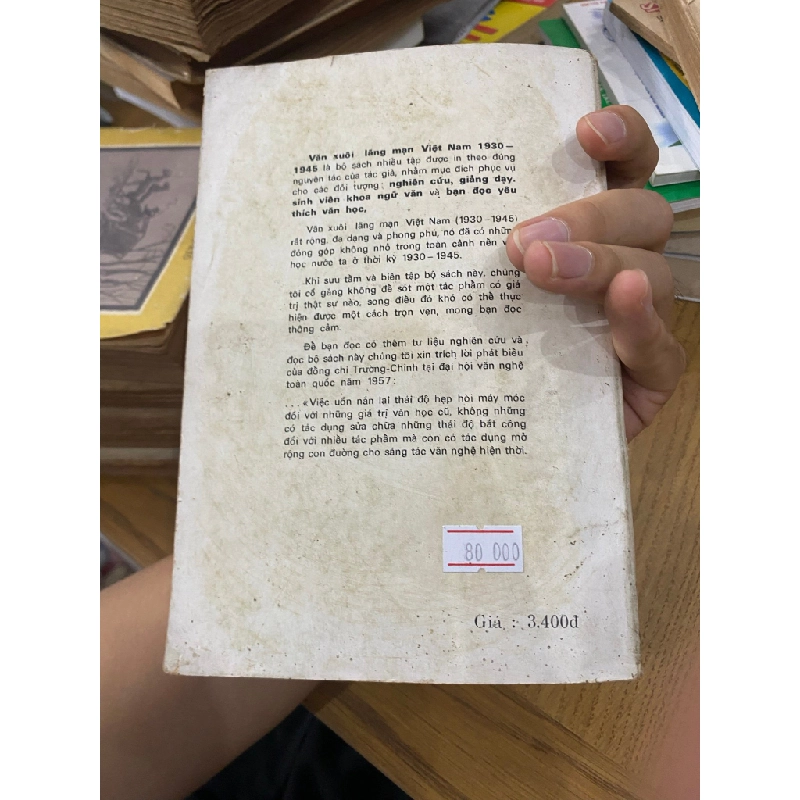 Văn xuôi lãng mạn Việt Nam 1930—
1945 là bộ sách nhiều tập được in theo đúng
nguyên tác của tác giả, nhằm mục đích phục vụ
cho các đối tượng: nghiên cứu, giảng dạy,
sinh viên khoa ngữ văn và bạn đọc yêu
thích văn học,
Văn xuôi lãng mạn Việt Nam (1930—1945)
rất rộng, đa dạng và phong phú, nó đã có những
đóng góp không nhỏ trong toàn cảnh nền
học nước ta ở thời kỳ 1930—1945.
Khi sưu tầm và biên tập bộ sách này, chúng
tôi cố gắng không để sót một tác phẩm có giá
trị thật sự nào, song điều đó khó có thể thực
hiện được một cách trọn vẹn, mong bạn đọc
thông cảm.
Để bạn đọc có thêm tư liệu nghiên cứu và
đọc bộ sách này chúng tôi xin trích lời phát biểu
của đồng chí Trường-Chinh tại đại hội văn nghệ
toàn quốc năm 1957:
...«Việc uốn nắn lại thái độ hẹp hòi máy móc
đối với những giá trị văn học cũ, không những
có tác dụng sửa chữa những thái độ bất công
đối với nhiều tác phẩm mà con có tác dụng mở
rộng con đường cho sáng tác văn nghệ hiện thời.
80 000
Giá : 3.400đ